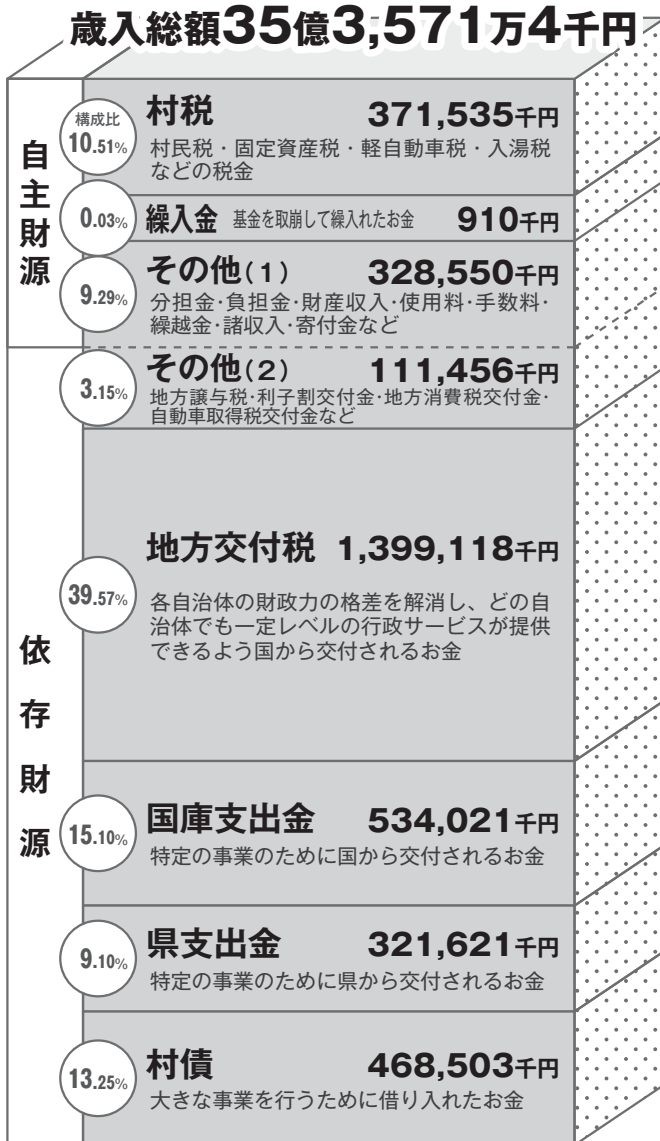 歳入総額35億3,571万4千円
自主財源
構成比
10.51%
村税 371,535千円
村民税・固定資産税・軽自動車税・入湯税
などの税金
0.03%
繰入金 基金を取崩して繰入れたお金 910千円
9.29%
その他(1) 328,550千円
分担金・負担金・財産収入・使用料・手数料・
繰越金・諸収入・寄付金など
依存財源
3.15%
その他(2) 111,456千円
地方譲与税・利子割交付金・地方消費税交付金・
自動車取得税交付金など
39.57%
地方交付税 1,399,118千円
各自治体の財政力の格差を解消し、どの自
治体でも一定レベルの行政サービスが提供
できるよう国から交付されるお金
15.10%
国庫支出金 534,021千円
特定の事業のために国から交付されるお金
9.10%
県支出金 321,621千円
特定の事業のために県から交付されるお金
13.25%
村債 468,503千円
大きな事業を行うために借り入れたお金